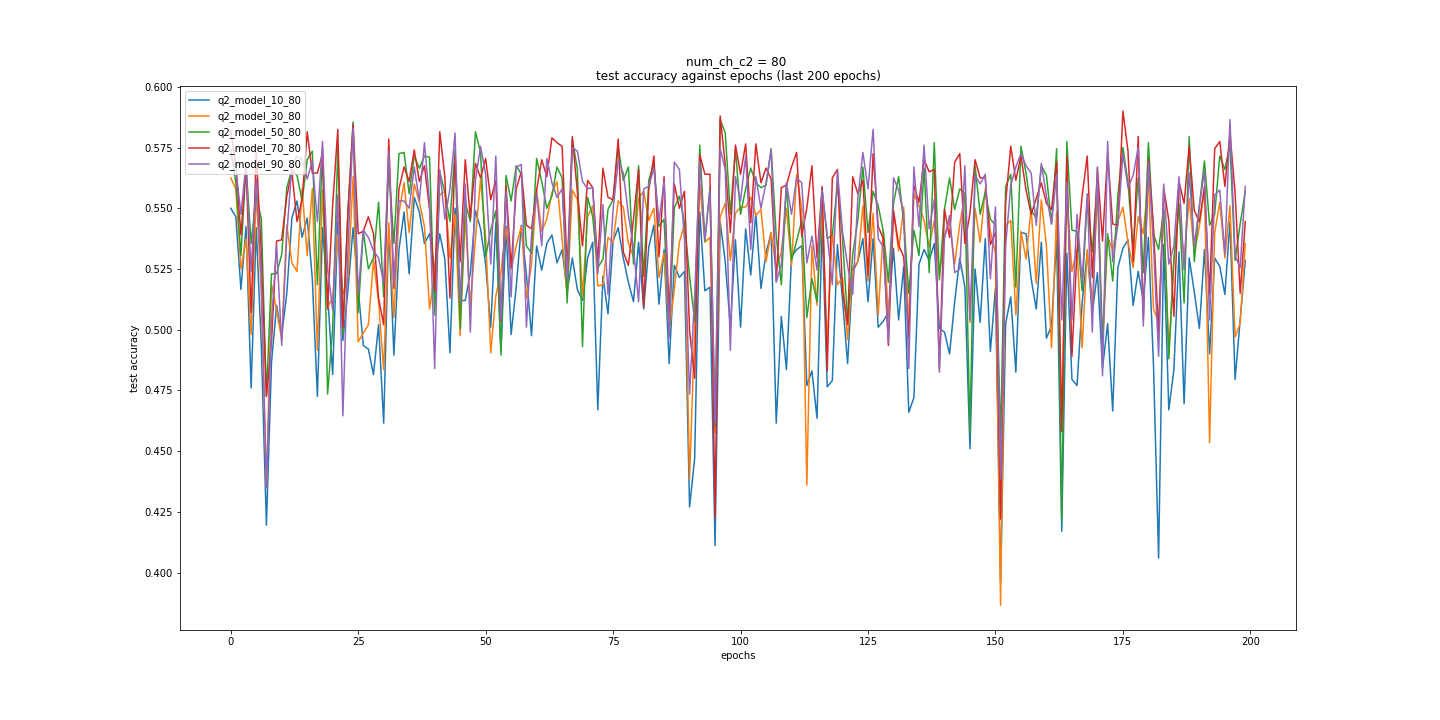 num_ch_c2 = 80
test accuracy against epochs (last 200 epochs)
q2_model_10_80
q2_model_30_80
q2_model_50_80
q2_model_70_80
q2_model_90_80
test accuracy
0.600
0.575
0.550
0.525
0.500
0.475
0.450
0.425
0.400
0 25 50 75 100 125 150 175 200
epochs